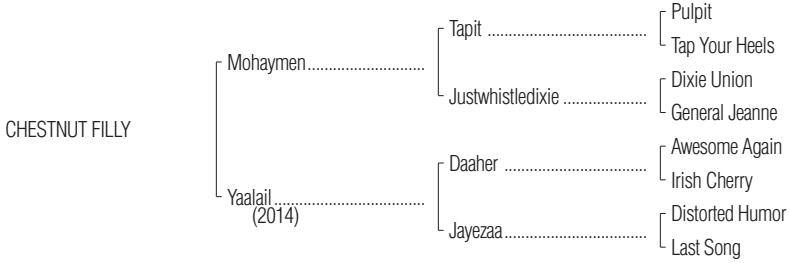 Pulpit
Tapit
Tap Your Heels
Mohaymen
Dixie Union
Justwhistledixie
General Jeanne
CHESTNUT FILLY
Awesome Again
Daaher
Irish Cherry
Yaalail
(2014)
Distorted Humor
Jayezaa
Last Song